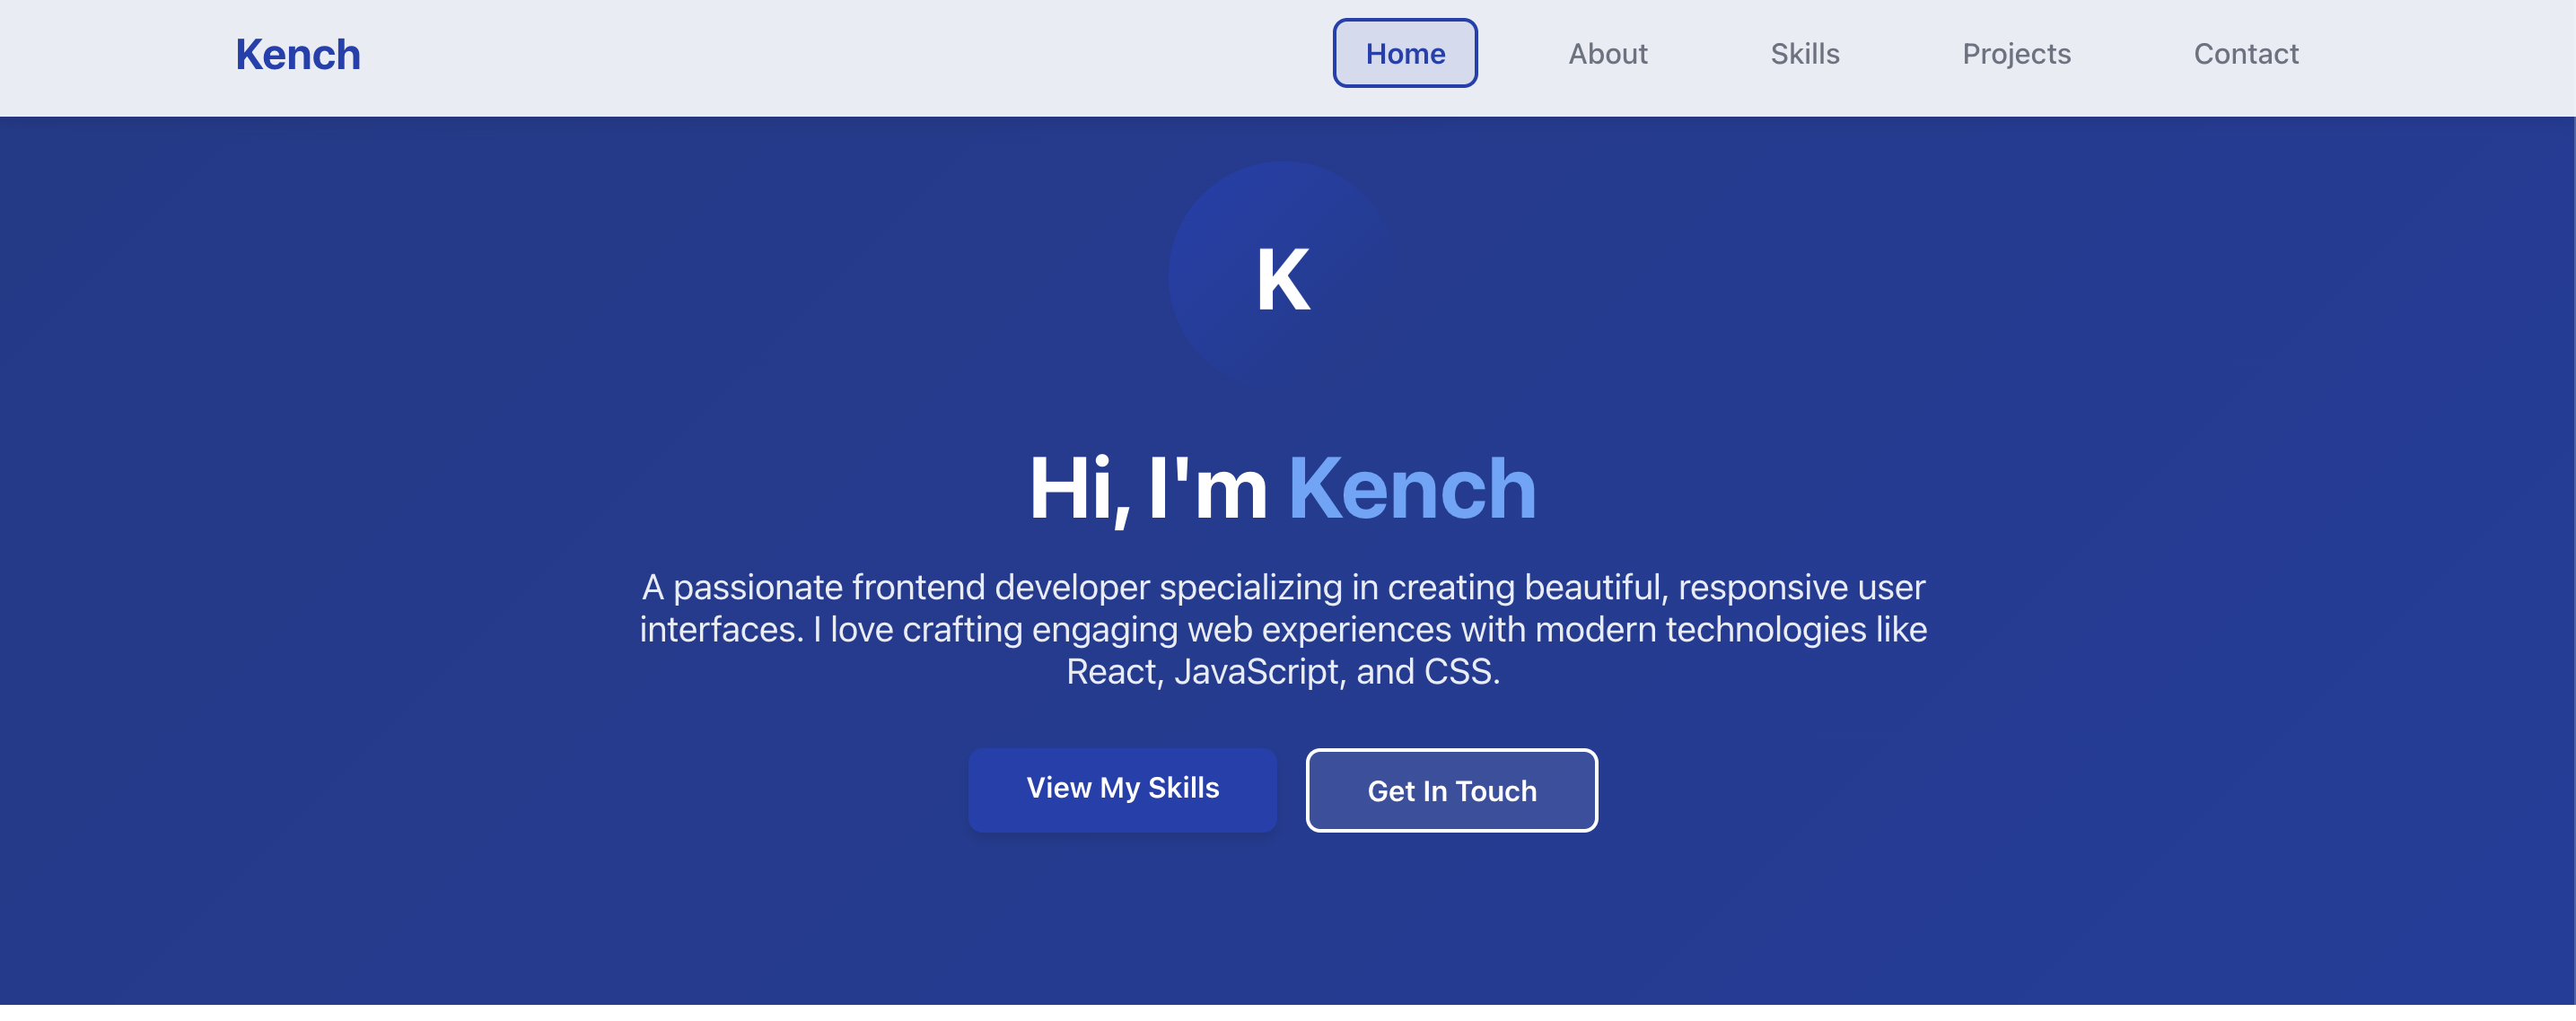 Kench
Home
About
Skills
Projects
Contact
K
Hi, I'm Kench
A passionate frontend developer specializing in creating beautiful, responsive user
interfaces. I love crafting engaging web experiences with modern technologies like
React, JavaScript, and CSS.
View My Skills
Get In Touch